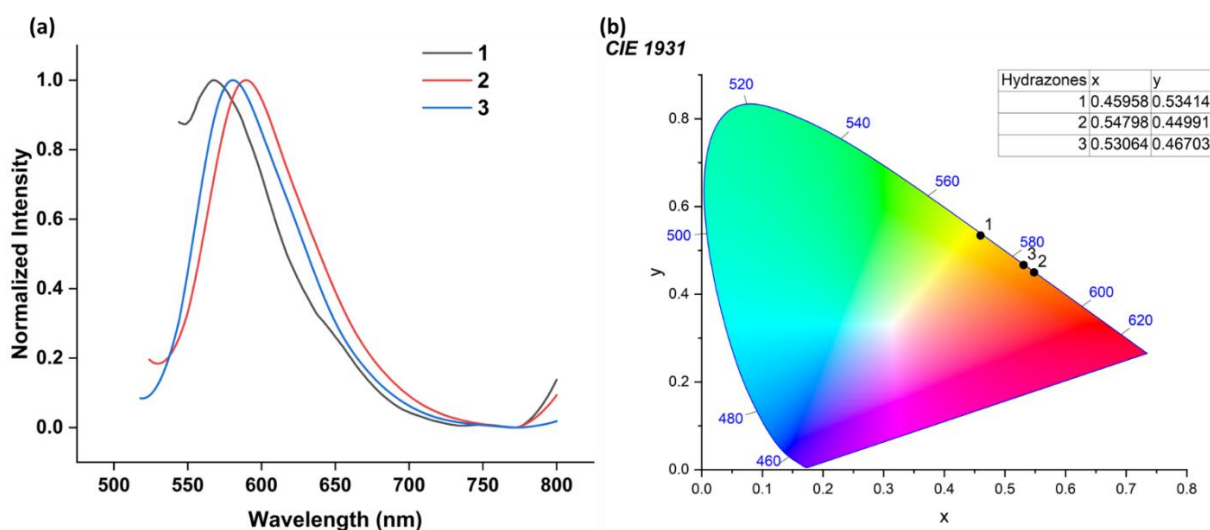 (a)
1
2
3
1.0
0.8
0.6
0.4
0.2
0.0
Normalized Intensity
500 550 600 650 700 750 800
Wavelength (nm)
(b)
CIE 1931
Hydrazones x y
1 0.45958 0.53414
2 0.54798 0.44991
3 0.53064 0.46703
520
540
560
500
1
580
3 2
600
620
480
460
0.8
0.6
0.4
0.2
0.0
y
0.0 0.1 0.2 0.3 0.4 0.5 0.6 0.7 0.8
x